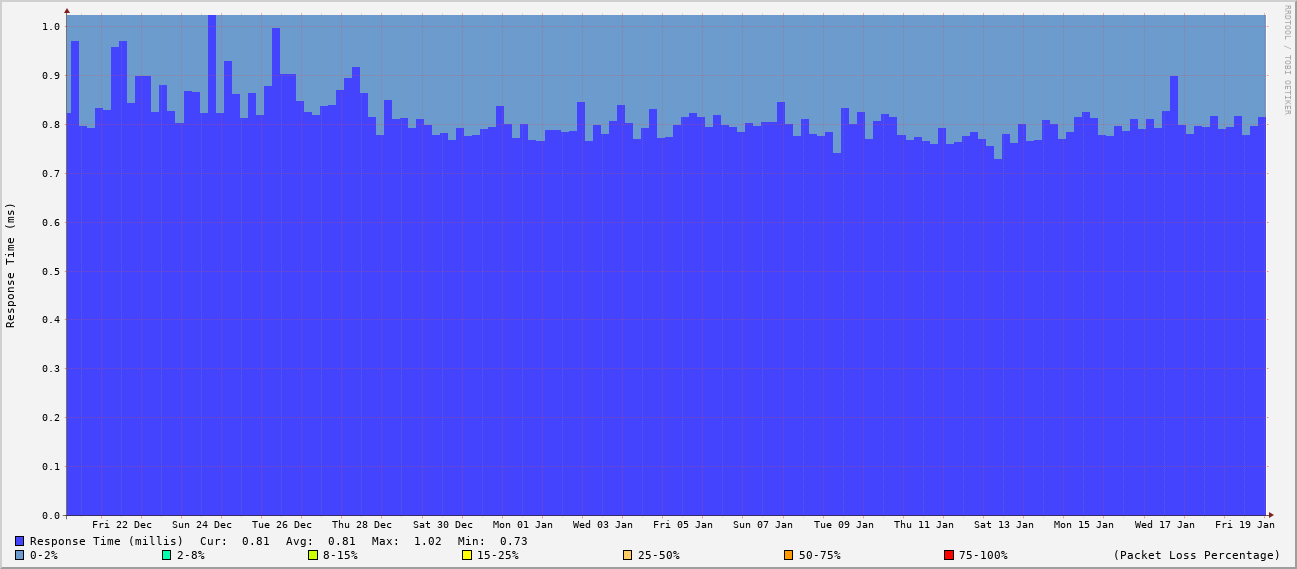 RRDTOOL / TOBI OETIKER
Response Time (ms)
1.0
0.9
0.8
0.7
0.6
0.5
0.4
0.3
0.2
0.1
0.0
Fri 22 Dec Sun 24 Dec Tue 26 Dec Thu 28 Dec Sat 30 Dec Mon 01 Jan Wed 03 Jan Fri 05 Jan Sun 07 Jan Tue 09 Jan Thu 11 Jan Sat 13 Jan Mon 15 Jan Wed 17 Jan Fri 19 Jan
Response Time (millis) Cur: 0.81 Avg: 0.81 Max: 1.02 Min: 0.73
0-2% 2-8% 8-15% 15-25% 25-50% 50-75% 75-100% (Packet Loss Percentage)